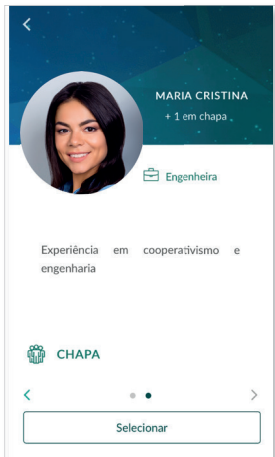 MARIA CRISTINA
+ 1 em chapa
Engenheira
Experiência em cooperativismo e
engenharia
CHAPA
Selecionar